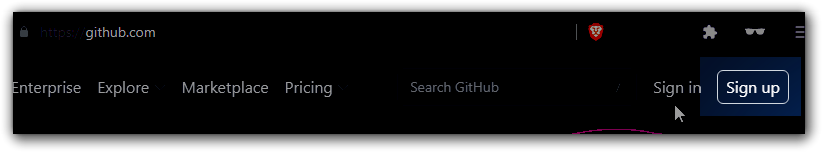 https://github.com
Enterprise Explore Marketplace Pricing Search GitHub / Sign in Sign up